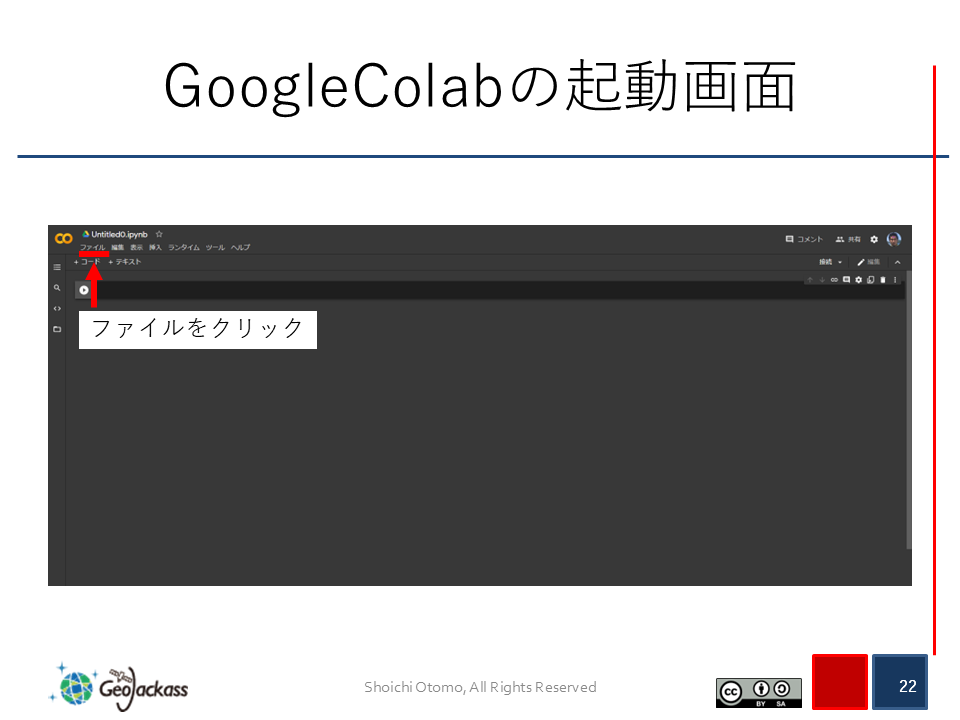 GoogleColabの起動画面
Untitled0.ipynb
ファイル 編集 表示 挿入 ランタイム ツール ヘルプ
コメント 共有
+ コード + テキスト
接続 編集
ファイルをクリック
GeoJackass
Shoichi Otomo, All Rights Reserved
cc BY SA
22